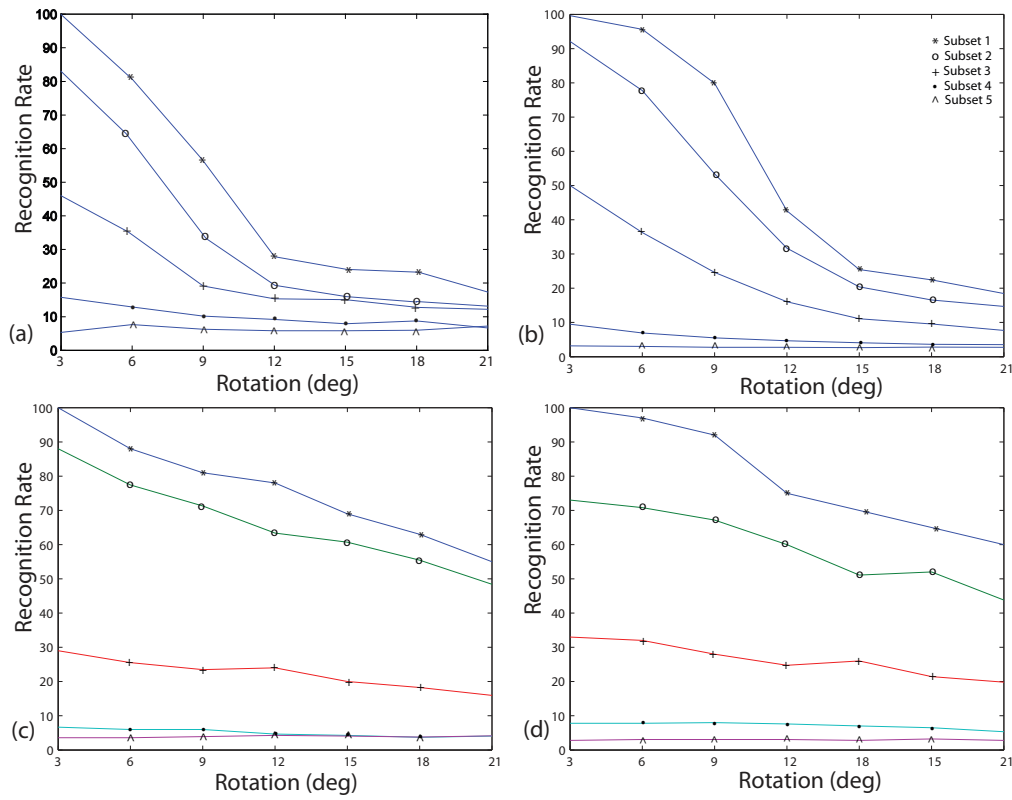 100
90
80
70
60
50
40
30
20
10
0
Recognition Rate
(a)
3 6 9 12 15 18 21
Rotation (deg)
100
90
80
70
60
50
40
30
20
10
0
Recognition Rate
Subset 1
Subset 2
Subset 3
Subset 4
Subset 5
(b)
3 6 9 12 15 18 21
Rotation (deg)
100
90
80
70
60
50
40
30
20
10
0
Recognition Rate
(c)
3 6 9 12 15 18 21
Rotation (deg)
100
90
80
70
60
50
40
30
20
10
0
Recognition Rate
(d)
3 6 9 12 18 15 21
Rotation (deg)